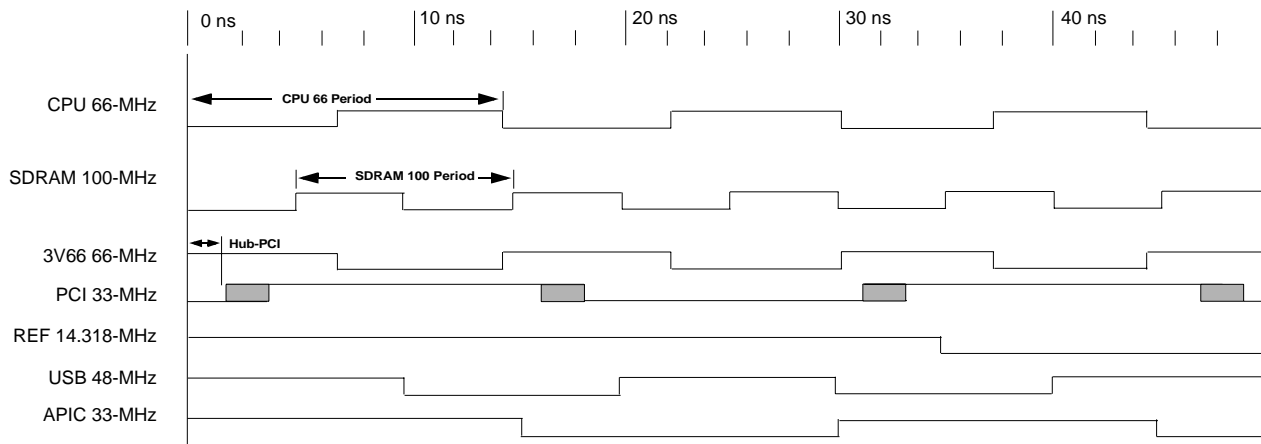 0 ns
10 ns
20 ns
30 ns
40 ns
CPU 66-MHz
CPU 66 Period
SDRAM 100-MHz
SDRAM 100 Period
Hub-PCI
3V66 66-MHz
PCI 33-MHz
REF 14.318-MHz
USB 48-MHz
APIC 33-MHz